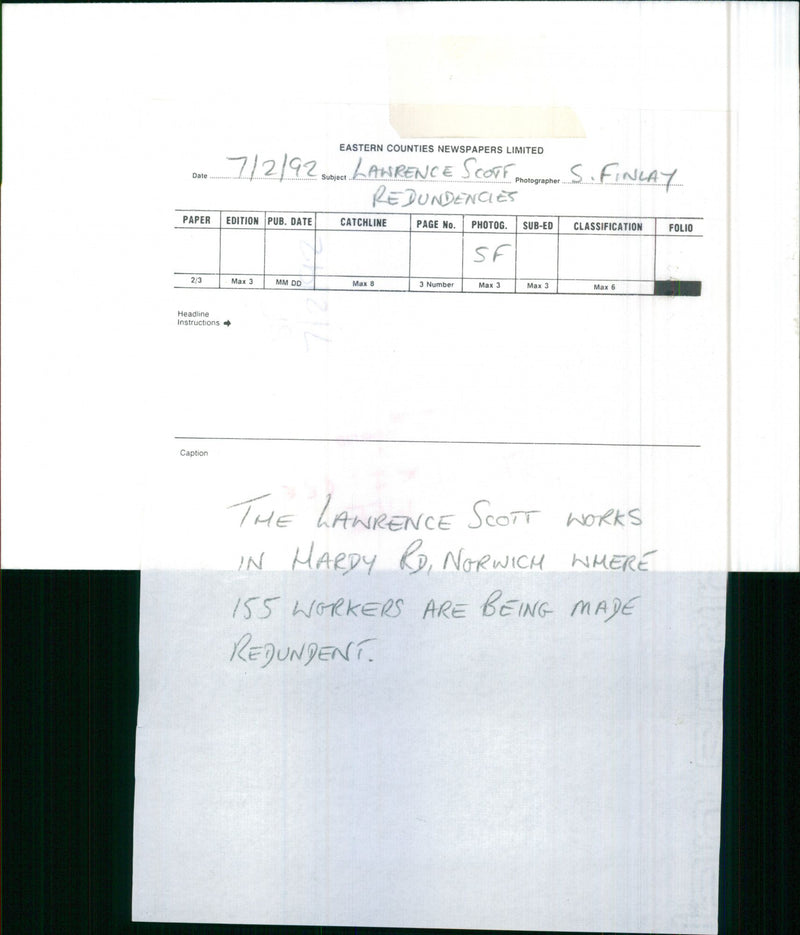 EASTERN COUNTIES NEWSPAPERS LIMITED
Date 7/2/92 Subject LAWRENCE SCOTT Photographer S. FINLAY
REDUNDENCIES
PAPER EDITION PUB. DATE CATCHLINE PAGE No. PHOTOG. SUB-ED CLASSIFICATION FOLIO
SF
2/3 Max 3 MM DD Max 8 3 Number Max 3 Max 3 Max 6
Headline
Instructions →
Caption
THE LAWRENCE SCOTT WORKS
IN HARDY RD, NORWICH WHERE
155 WORKERS ARE BEING MADE
REDUNDENT.